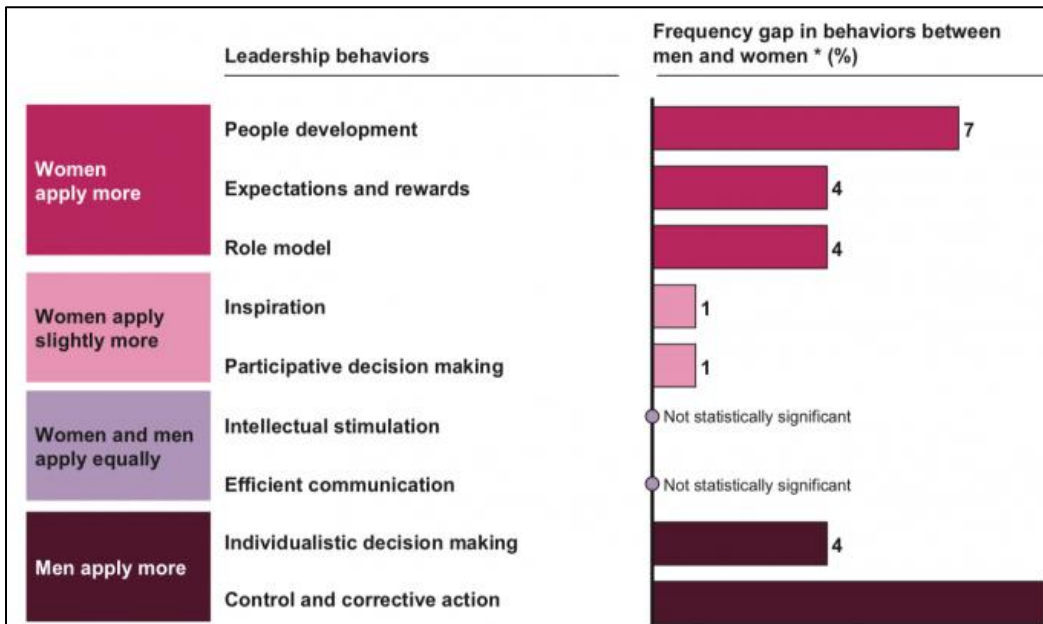 Leadership behaviors
Frequency gap in behaviors between
men and women * (%)
Women
apply more
People development
7
Expectations and rewards
4
Role model
4
Women apply
slightly more
Inspiration
1
Participative decision making
1
Women and men
apply equally
Intellectual stimulation
Not statistically significant
Efficient communication
Not statistically significant
Men apply more
Individualistic decision making
4
Control and corrective action